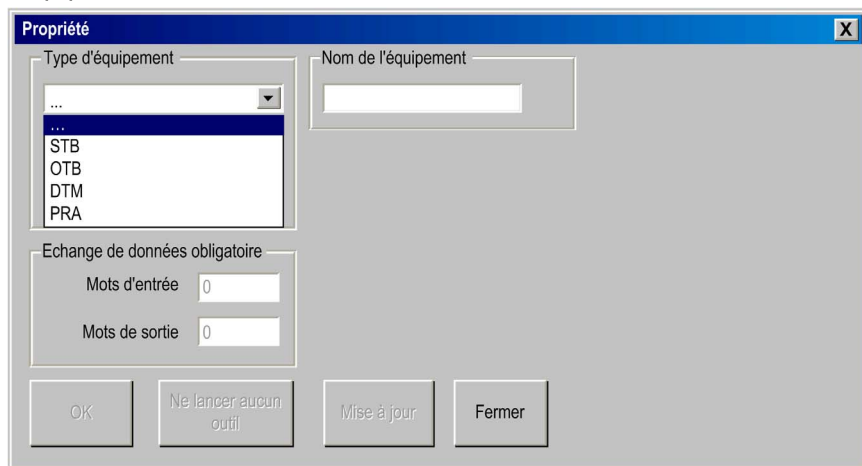 Propriété
X
Type d'équipement
Nom de l'équipement
...
...
STB
OTB
DTM
PRA
Echange de données obligatoire
Mots d'entrée 0
Mots de sortie 0
OK
Ne lancer aucun
outil
Mise à jour
Fermer